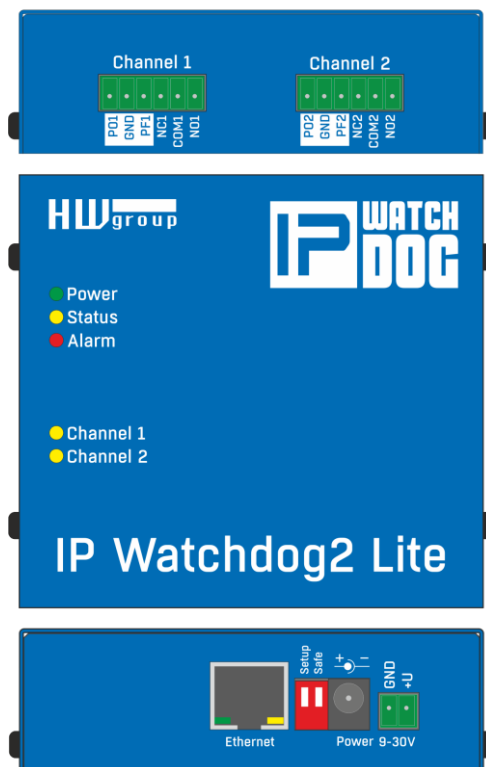 Channel 1
Channel 2
PO1
GND
PF1
NC1
COM1
NO1
PO2
GND
PF2
NC2
COM2
NO2
HW group
IP WATCH DOG
Power
Status
Alarm
Channel 1
Channel 2
IP Watchdog2 Lite
Setup
Safe
+ −
GND
+U
Ethernet
Power 9-30V